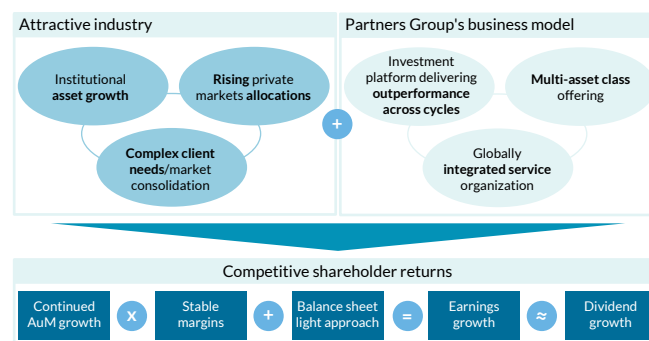 Attractive industry
Partners Group's business model
Institutional
asset growth
Rising private
markets allocations
Complex client
needs/market
consolidation
+
Investment
platform delivering
outperformance
across cycles
Multi-asset class
offering
Globally
integrated service
organization
Competitive shareholder returns
Continued
AuM growth
x
Stable
margins
+
Balance sheet
light approach
=
Earnings
growth
≈
Dividend
growth